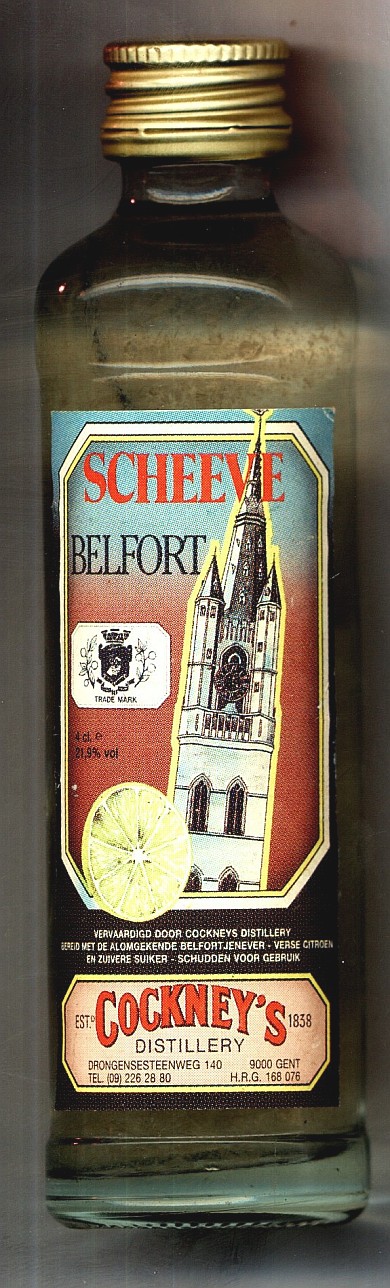 SCHEEVE
BELFORT
TRADE MARK
4 cl. e
21,9% vol
VERVAARDIGD DOOR COCKNEYS DISTILLERY
BEREID MET DE ALOMGEKENDE BELFORTJENEVER - VERSE CITROEN
EN ZUIVERE SUIKER - SCHUDDEN VOOR GEBRUIK
EST.D COCKNEY'S 1838
DISTILLERY
DRONGENSESTEENWEG 140 9000 GENT
TEL. (09) 226 28 80 H.R.G. 168 076